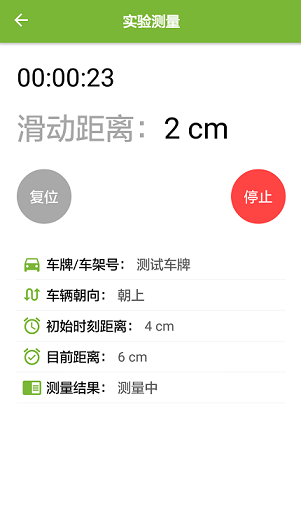 实验测量
00:00:23
滑动距离：2 cm
复位
停止
车牌/车架号： 测试车牌
车辆朝向： 朝上
初始时刻距离： 4 cm
目前距离： 6 cm
测量结果： 测量中